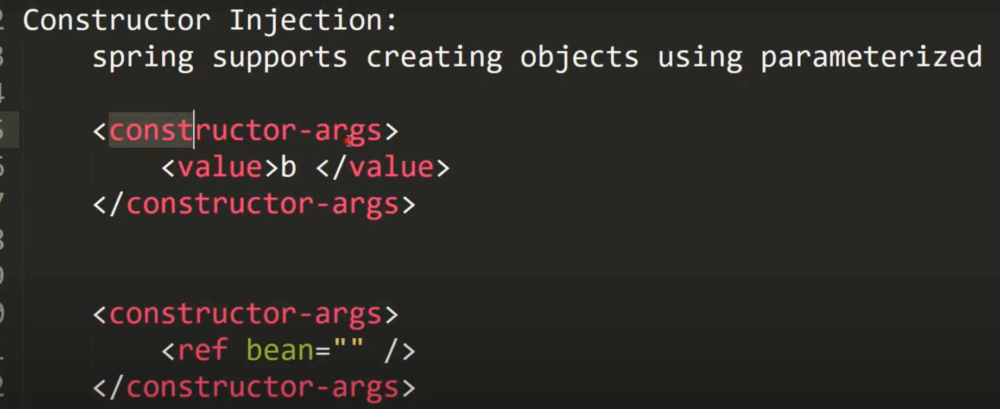 Constructor Injection:
spring supports creating objects using parameterized
<constructor-args>
<value>b </value>
</constructor-args>
<constructor-args>
<ref bean="" />
</constructor-args>